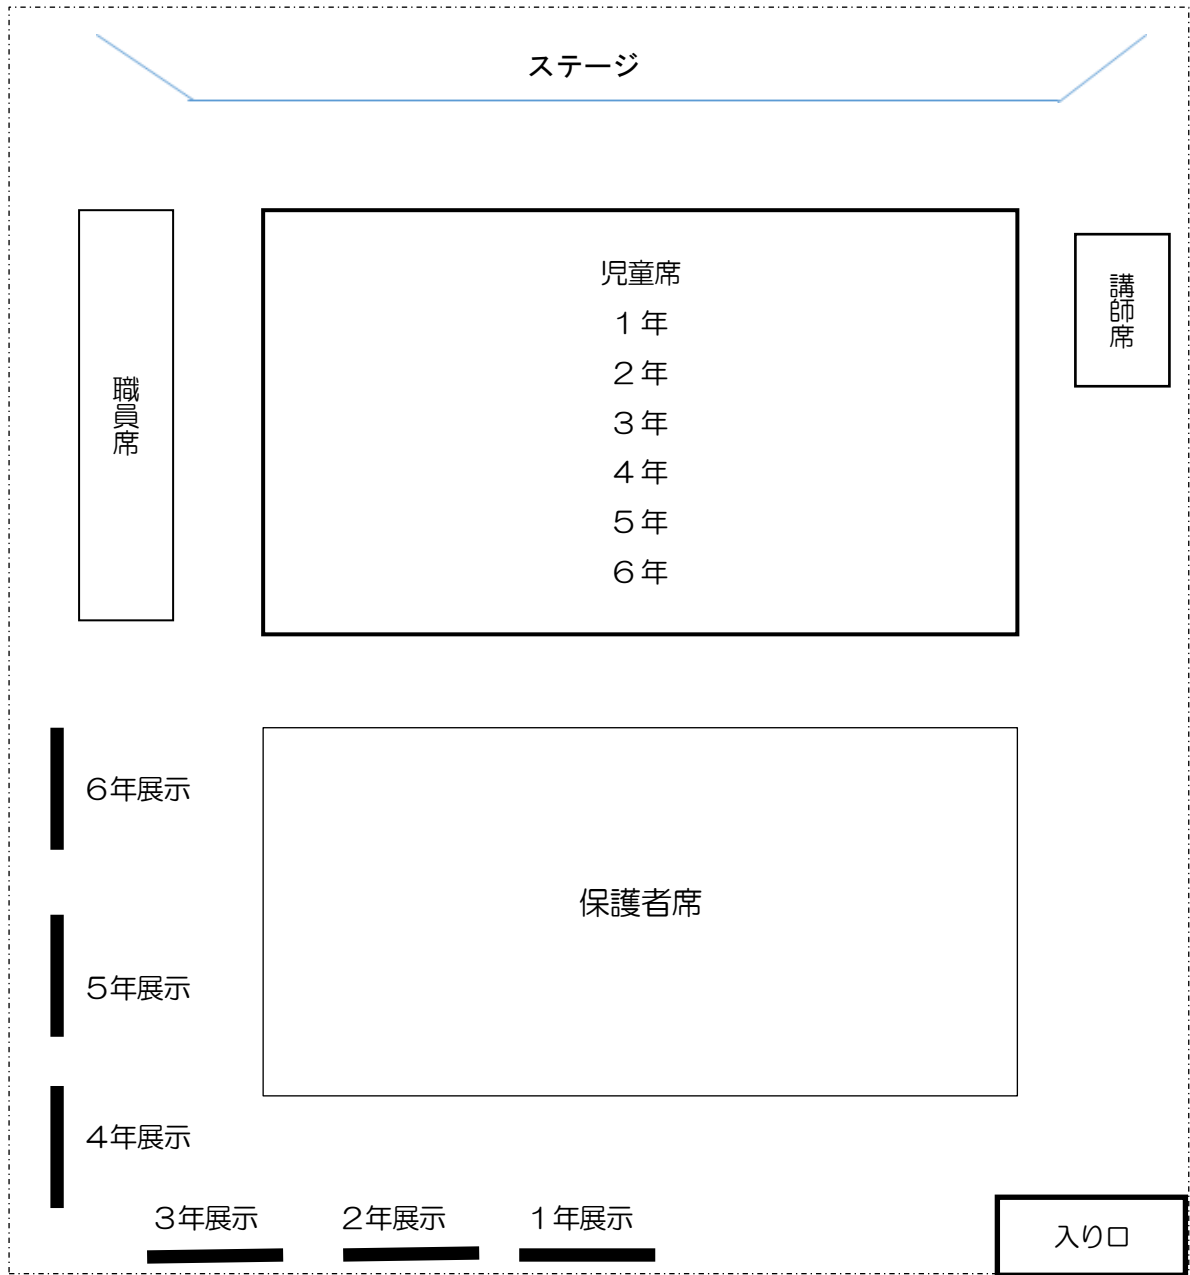 ステージ
児童席
１年
２年
３年
４年
５年
６年
講師席
職員席
６年展示
保護者席
５年展示
４年展示
３年展示
２年展示
１年展示
入り口